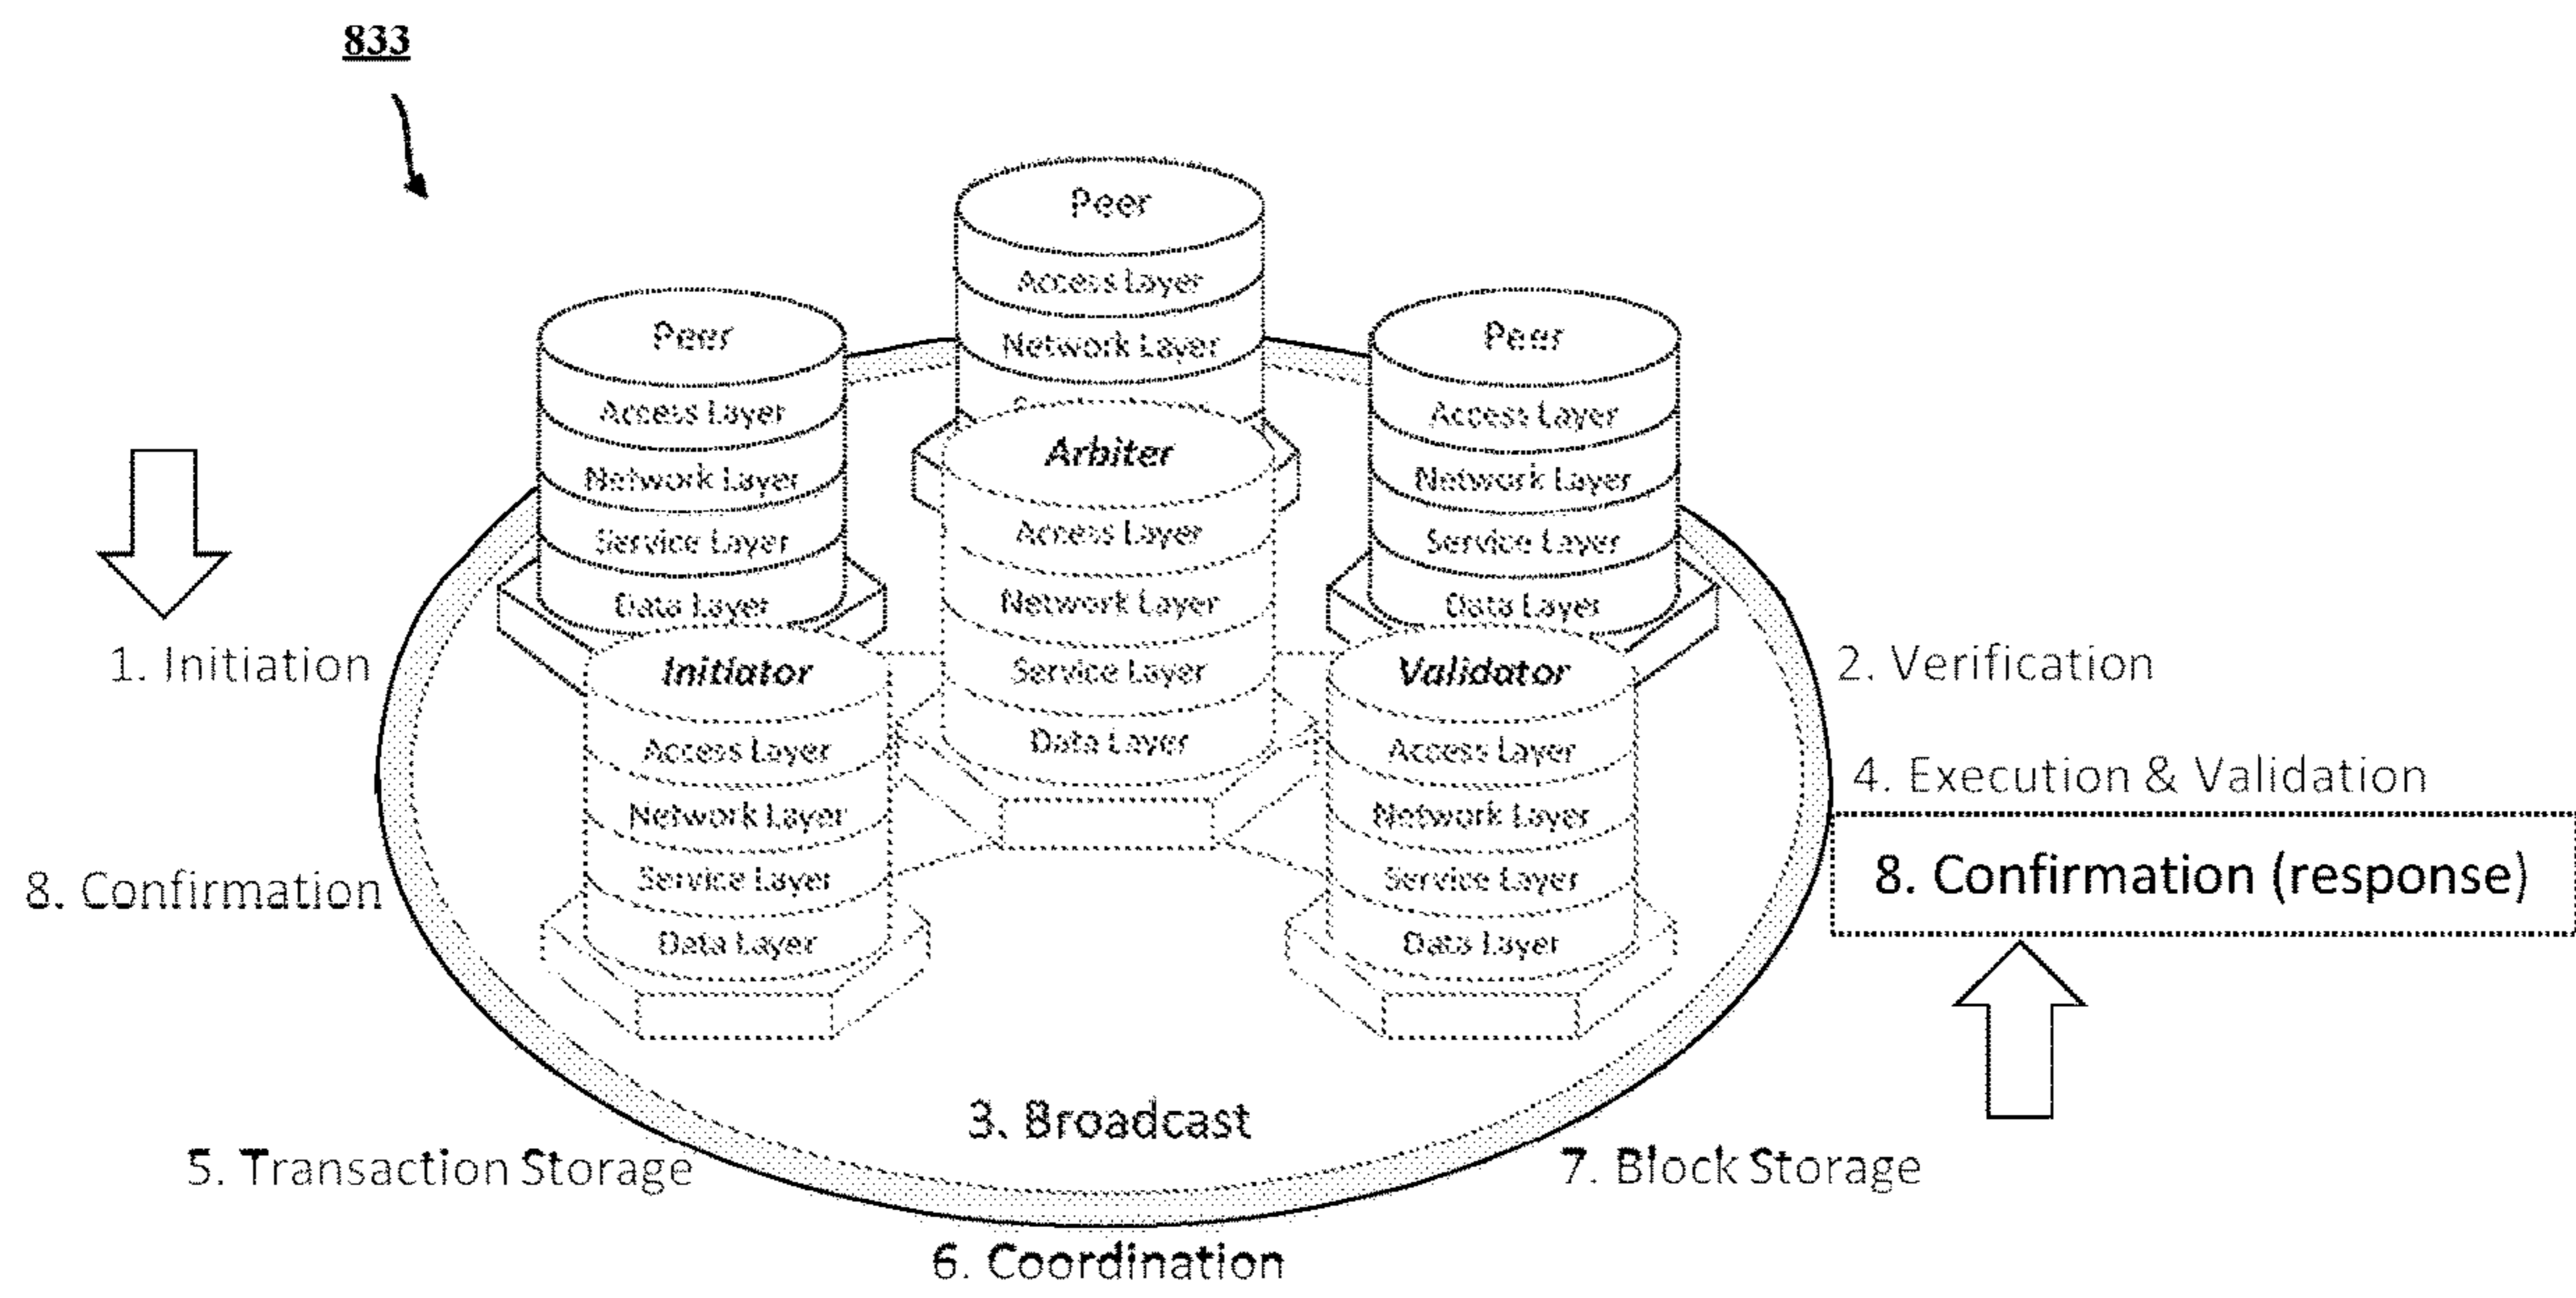 833
Peer
Access Layer
Network Layer
Peer
Access Layer
Network Layer
Service Layer
Data Layer
Peer
Access Layer
Network Layer
Service Layer
Data Layer
Arbiter
Access Layer
Network Layer
Service Layer
Data Layer
Initiator
Access Layer
Network Layer
Service Layer
Data Layer
Validator
Access Layer
Network Layer
Service Layer
Data Layer
1. Initiation
8. Confirmation
2. Verification
4. Execution & Validation
8. Confirmation (response)
3. Broadcast
5. Transaction Storage
7. Block Storage
6. Coordination